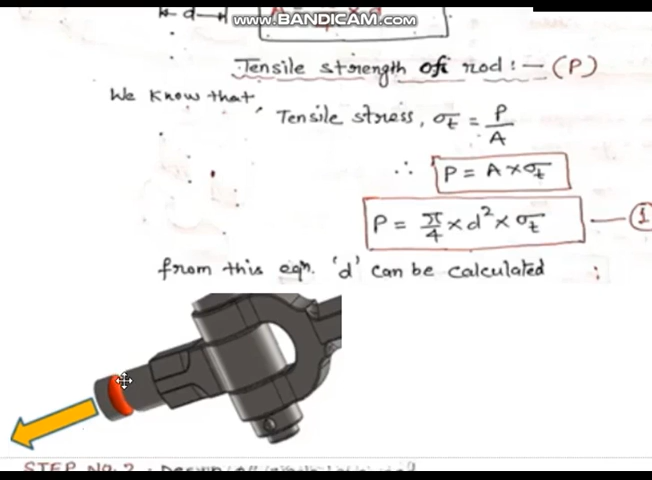 WWW.BANDICAM.COM
d
Tensile strength of rod :- (P)
We know that,
Tensile stress, σt = P/A
∴ P = A × σt
P = π/4 × d² × σt — 1
from this eqn. 'd' can be calculated
STEP No. 2 :